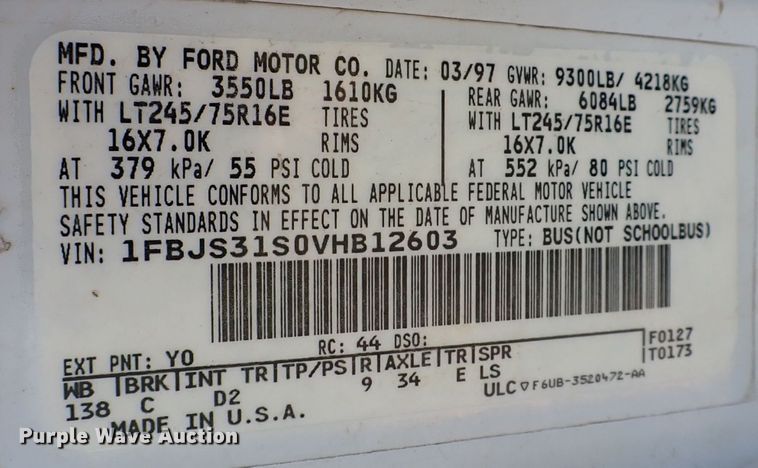 MFD. BY FORD MOTOR CO. DATE: 03/97 GVWR: 9300LB/ 4218KG
FRONT GAWR: 3550LB 1610KG
WITH LT245/75R16E TIRES
16X7.0K RIMS
AT 379 kPa/ 55 PSI COLD
REAR GAWR: 6084LB 2759KG
WITH LT245/75R16E TIRES
16X7.0K RIMS
AT 552 kPa/ 80 PSI COLD
THIS VEHICLE CONFORMS TO ALL APPLICABLE FEDERAL MOTOR VEHICLE
SAFETY STANDARDS IN EFFECT ON THE DATE OF MANUFACTURE SHOWN ABOVE.
VIN: 1FBJS31S0VHB12603 TYPE: BUS(NOT SCHOOLBUS)
EXT PNT: YO RC: 44 DSO: F0127
T0173
WB BRK INT TR TP/PS R AXLE TR SPR
138 C D2 9 34 E LS
MADE IN U.S.A. ULC F6UB-3520472-AA
Purple Wave Auction